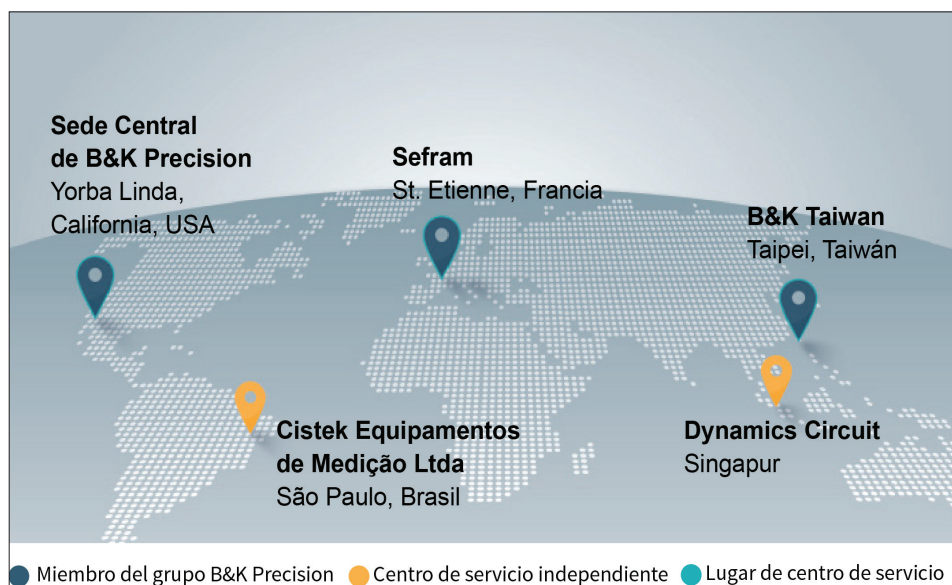 Sede Central
de B&K Precision
Yorba Linda,
California, USA
Sefram
St. Etienne, Francia
B&K Taiwan
Taipei, Taiwán
Cistek Equipamentos
de Medição Ltda
São Paulo, Brasil
Dynamics Circuit
Singapur
Miembro del grupo B&K Precision
Centro de servicio independiente
Lugar de centro de servicio